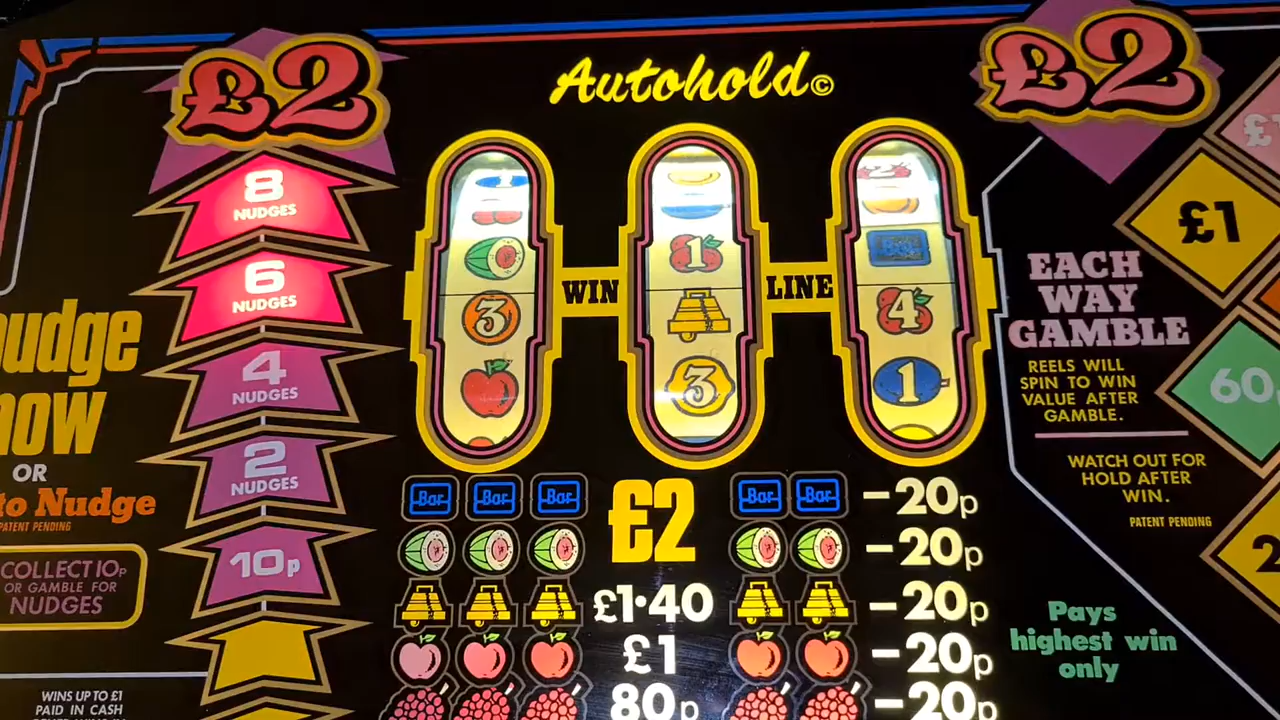 £2
Autohold©
£2
8
NUDGES
6
NUDGES
4
NUDGES
2
NUDGES
10p
OR
to Nudge
PATENT PENDING
COLLECT 10p
OR GAMBLE FOR
NUDGES
WINS UP TO £1
PAID IN CASH
1
2
1
Bar
WIN
LINE
3
4
3
1
Bar Bar Bar £2 Bar Bar -20p
-20p
£1·40 -20p
£1 -20p
80p -20p
£1
60p
EACH
WAY
GAMBLE
REELS WILL
SPIN TO WIN
VALUE AFTER
GAMBLE.
WATCH OUT FOR
HOLD AFTER
WIN.
PATENT PENDING
Pays
highest win
only